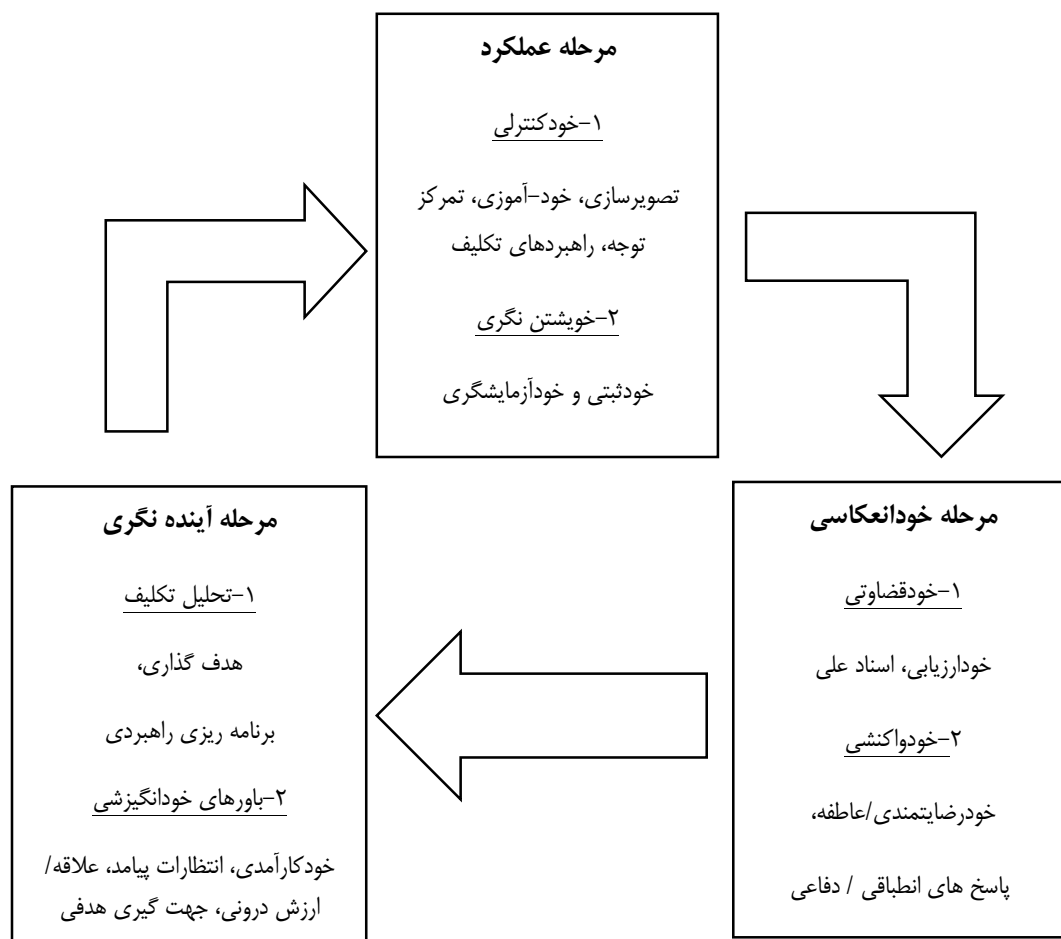 مرحله عملکرد
۱-خودکنترلی
تصویرسازی، خود-آموزی، تمرکز
توجه، راهبردهای تکلیف
۲-خویشتن نگری
خودثبتی و خودآزمایشگری
مرحله خودانعکاسی
۱-خودقضاوتی
خودارزیابی، اسناد علی
۲-خودواکنشی
خودرضایتمندی/عاطفه،
پاسخ های انطباقی / دفاعی
مرحله آینده نگری
۱-تحلیل تکلیف
هدف گذاری،
برنامه ریزی راهبردی
۲-باورهای خودانگیزشی
خودکارآمدی، انتظارات پیامد، علاقه/
ارزش درونی، جهت گیری هدفی